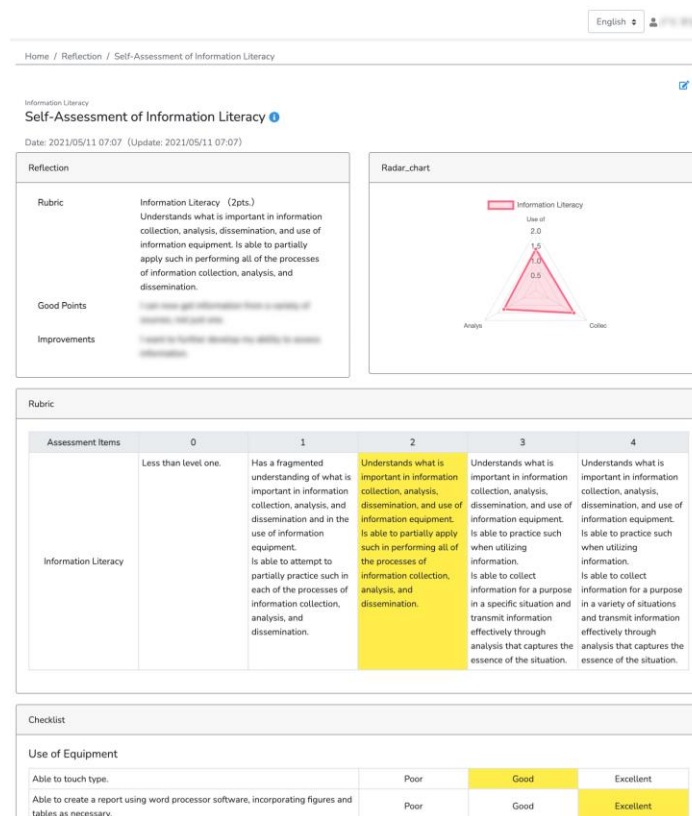 English
Home / Reflection / Self-Assessment of Information Literacy
Information Literacy
Self-Assessment of Information Literacy
Date: 2021/05/11 07:07 (Update: 2021/05/11 07:07)
Reflection
Rubric
Information Literacy (2pts.)
Understands what is important in information
collection, analysis, dissemination, and use of
information equipment. Is able to partially
apply such in performing all of the processes
of information collection, analysis, and
dissemination.
Good Points
Improvements
Radar_chart
Information Literacy
Use of
2.0
1.5
1.0
0.5
Analys
Collec
Rubric
Assessment Items
0
1
2
3
4
Information Literacy
Less than level one.
Has a fragmented
understanding of what is
important in information
collection, analysis, and
dissemination and in the
use of information
equipment.
Is able to attempt to
partially practice such in
each of the processes of
information collection,
analysis, and
dissemination.
Understands what is
important in information
collection, analysis,
dissemination, and use of
information equipment.
Is able to partially apply
such in performing all of
the processes of
information collection,
analysis, and
dissemination.
Understands what is
important in information
collection, analysis,
dissemination, and use of
information equipment.
Is able to practice such
when utilizing
information.
Is able to collect
information for a purpose
in a specific situation and
transmit information
effectively through
analysis that captures the
essence of the situation.
Understands what is
important in information
collection, analysis,
dissemination, and use of
information equipment.
Is able to practice such
when utilizing
information.
Is able to collect
information for a purpose
in a variety of situations
and transmit information
effectively through
analysis that captures the
essence of the situation.
Checklist
Use of Equipment
Able to touch type.
Poor
Good
Excellent
Able to create a report using word processor software, incorporating figures and
tables as necessary.
Poor
Good
Excellent